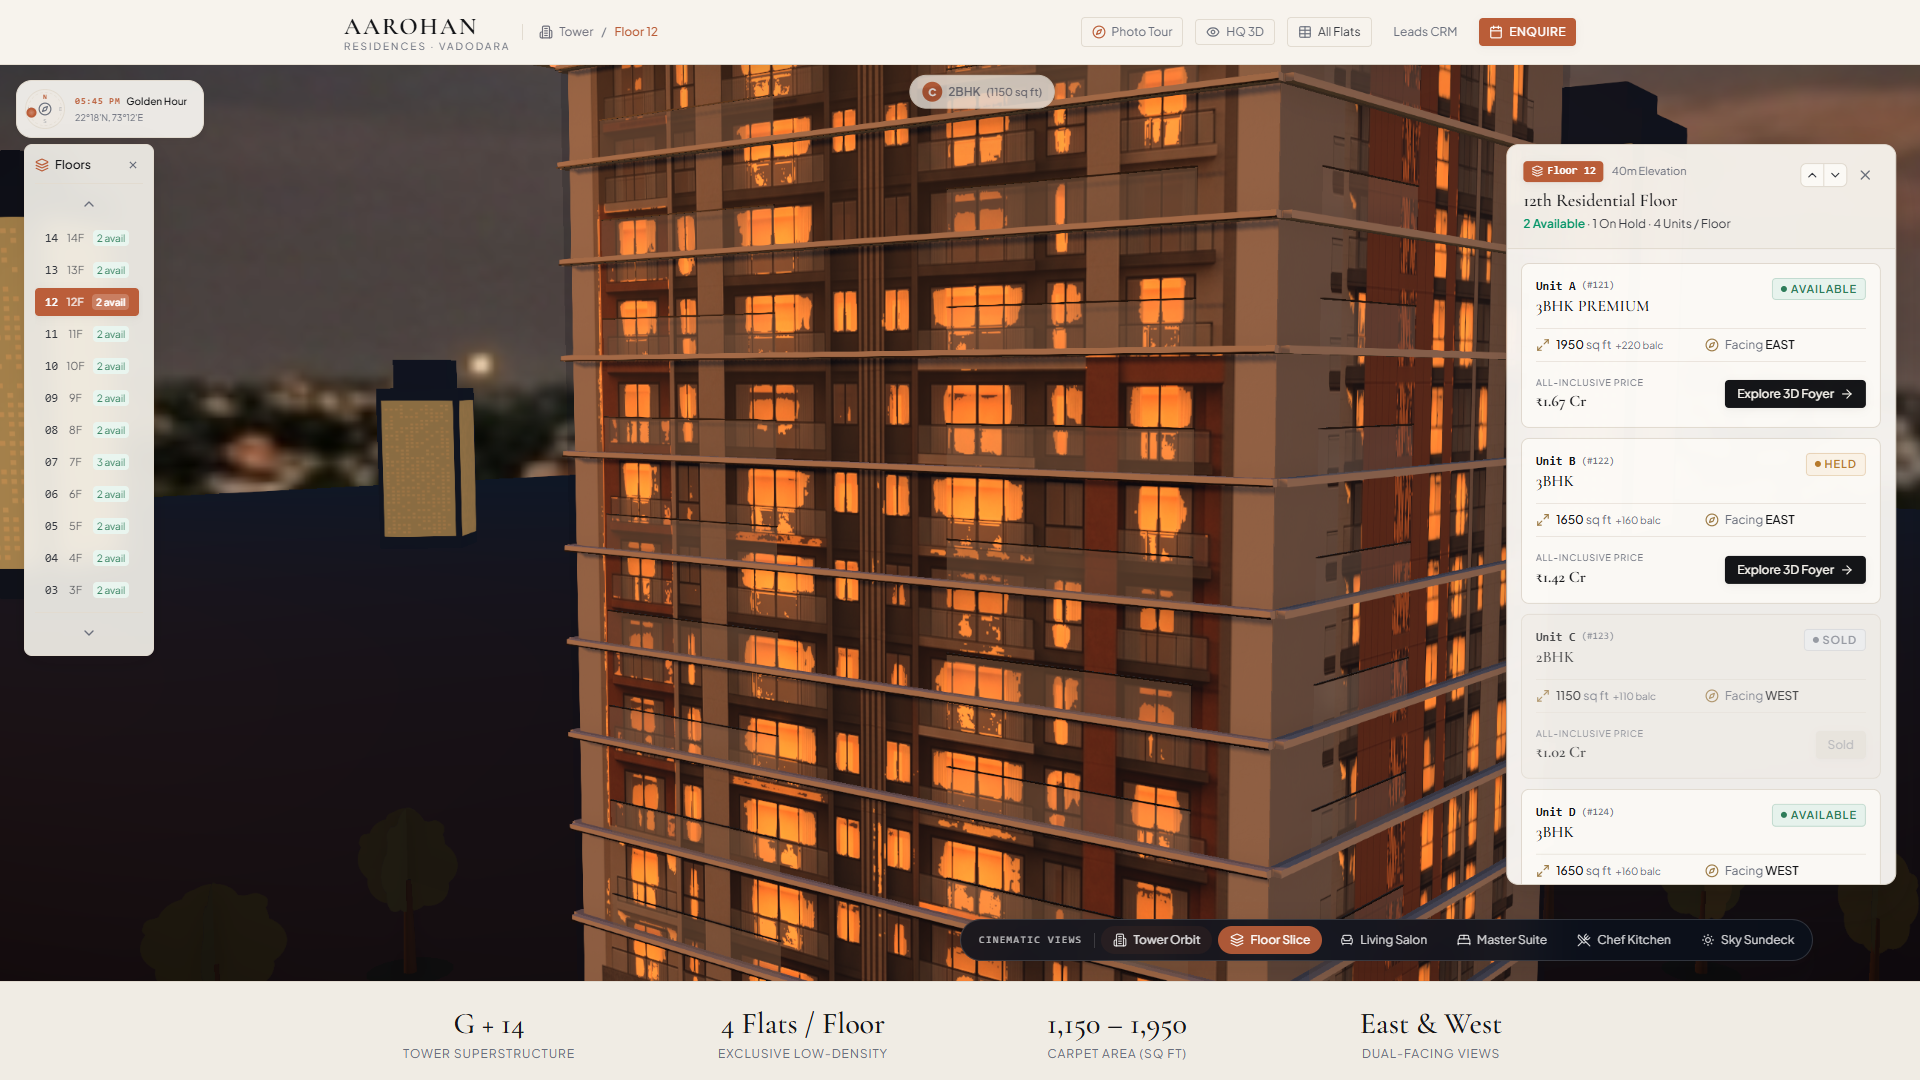 AAROHAN
RESIDENCES · VADODARA
Tower / Floor 12
Photo Tour
HQ 3D
All Flats
Leads CRM
ENQUIRE
N
05:45 PM Golden Hour
22°18'N, 73°12'E
C 2BHK (1150 sq ft)
Floors
14 14F 2 avail
13 13F 2 avail
12 12F 2 avail
11 11F 2 avail
10 10F 2 avail
09 9F 2 avail
08 8F 2 avail
07 7F 3 avail
06 6F 2 avail
05 5F 2 avail
04 4F 2 avail
03 3F 2 avail
Floor 12 40m Elevation
12th Residential Floor
2 Available · 1 On Hold · 4 Units / Floor
Unit A (#121)
AVAILABLE
3BHK PREMIUM
1950 sq ft +220 balc
Facing EAST
ALL-INCLUSIVE PRICE
₹1.67 Cr
Explore 3D Foyer →
Unit B (#122)
HELD
3BHK
1650 sq ft +160 balc
Facing EAST
ALL-INCLUSIVE PRICE
₹1.42 Cr
Explore 3D Foyer →
Unit C (#123)
SOLD
2BHK
1150 sq ft +110 balc
Facing WEST
ALL-INCLUSIVE PRICE
₹1.02 Cr
Sold
Unit D (#124)
AVAILABLE
3BHK
1650 sq ft +160 balc
Facing WEST
CINEMATIC VIEWS
Tower Orbit
Floor Slice
Living Salon
Master Suite
Chef Kitchen
Sky Sundeck
G + 14
TOWER SUPERSTRUCTURE
4 Flats / Floor
EXCLUSIVE LOW-DENSITY
1,150 – 1,950
CARPET AREA (SQ FT)
East & West
DUAL-FACING VIEWS